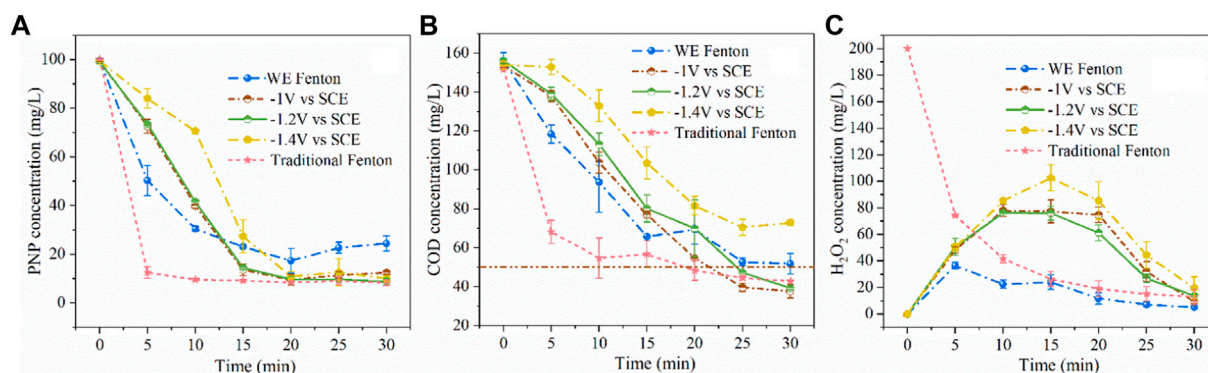 A
PNP concentration (mg/L)
100
80
60
40
20
0
WE Fenton
-1V vs SCE
-1.2V vs SCE
-1.4V vs SCE
Traditional Fenton
0 5 10 15 20 25 30
Time (min)
B
COD concentration (mg/L)
160
140
120
100
80
60
40
20
WE Fenton
-1V vs SCE
-1.2V vs SCE
-1.4V vs SCE
Traditional Fenton
0 5 10 15 20 25 30
Time (min)
C
H₂O₂ concentration (mg/L)
200
180
160
140
120
100
80
60
40
20
0
WE Fenton
-1V vs SCE
-1.2V vs SCE
-1.4V vs SCE
Traditional Fenton
0 5 10 15 20 25 30
Time (min)